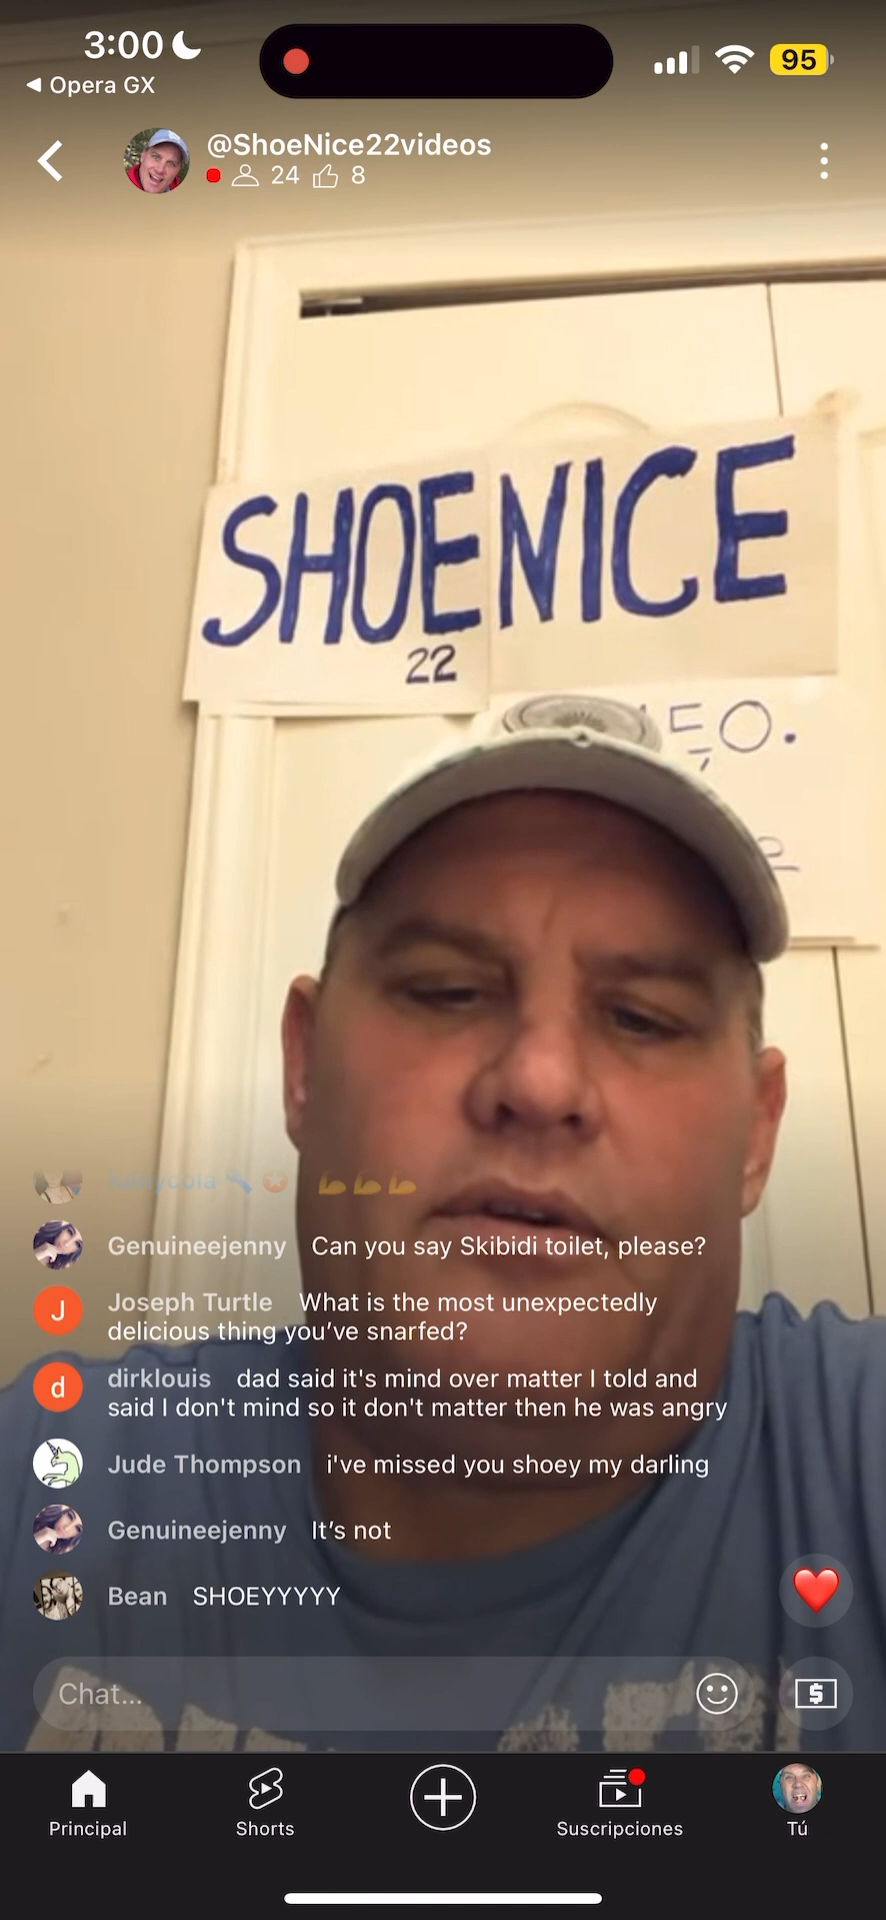 3:00
95
Opera GX
@ShoeNice22videos
24 8
SHOENICE
22
Genuineejenny Can you say Skibidi toilet, please?
Joseph Turtle What is the most unexpectedly
delicious thing you’ve snarfed?
dirklouis dad said it's mind over matter I told and
said I don't mind so it don't matter then he was angry
Jude Thompson i've missed you shoey my darling
Genuineejenny It’s not
Bean SHOEYYYYY
Chat...
Principal
Shorts
Suscripciones
Tú